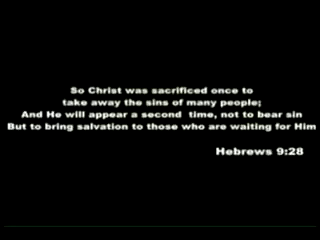 So Christ was sacrificed once to
take away the sins of many people;
And He will appear a second time, not to bear sin
But to bring salvation to those who are waiting for Him
Hebrews 9:28